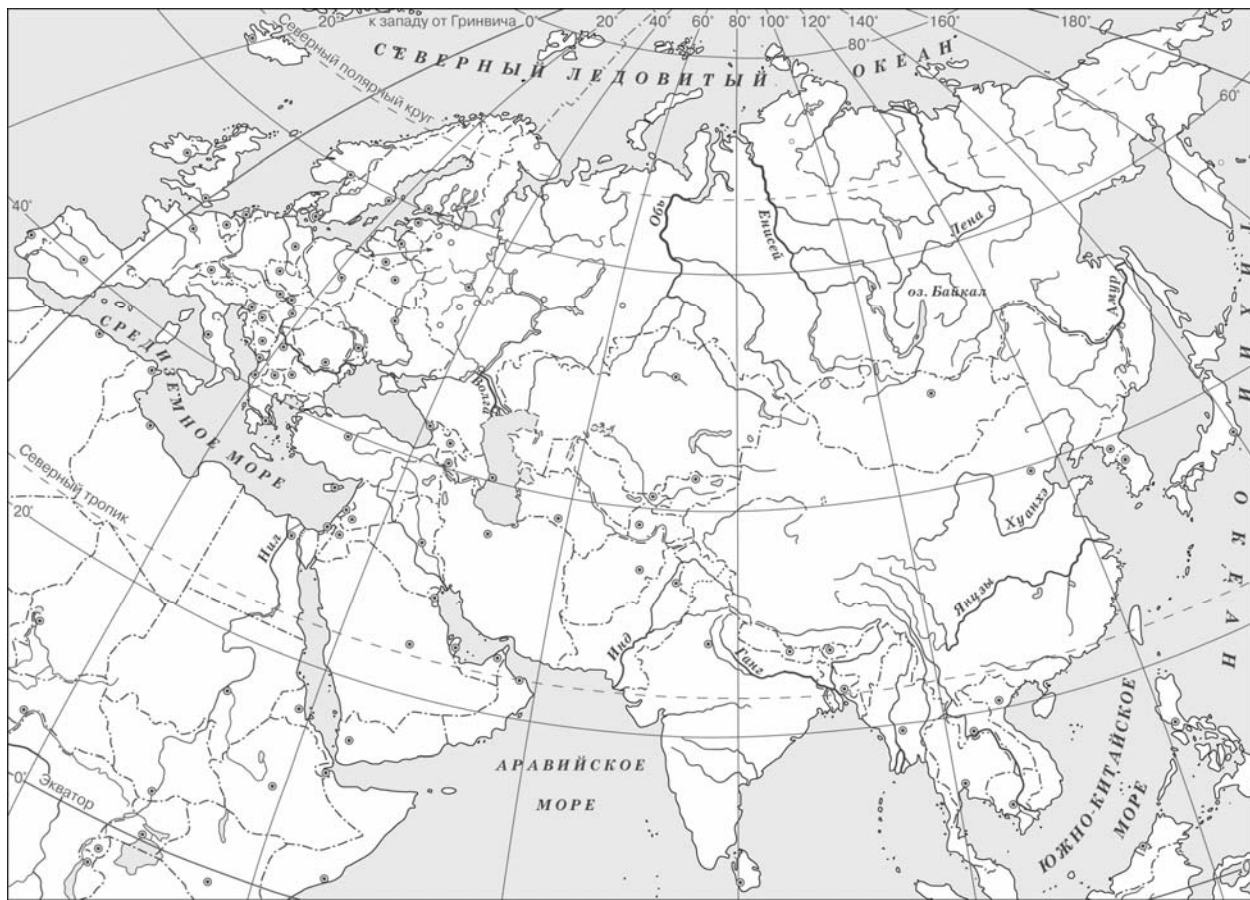 20° к западу от Гринвича 0° 20° 40° 60° 80° 100° 120° 140° 160° 180°
80°
60°
Северный полярный круг
СЕВЕРНЫЙ ЛЕДОВИТЫЙ ОКЕАН
ТИХИЙ ОКЕАН
40°
Обь
Енисей
Лена
оз. Байкал
Амур
СРЕДИЗЕМНОЕ МОРЕ
Волга
Северный тропик
20°
Нил
Хуанхэ
Янцзы
Инд
Ганг
АРАВИЙСКОЕ
МОРЕ
ЮЖНО-КИТАЙСКОЕ
МОРЕ
Экватор
0°
0°